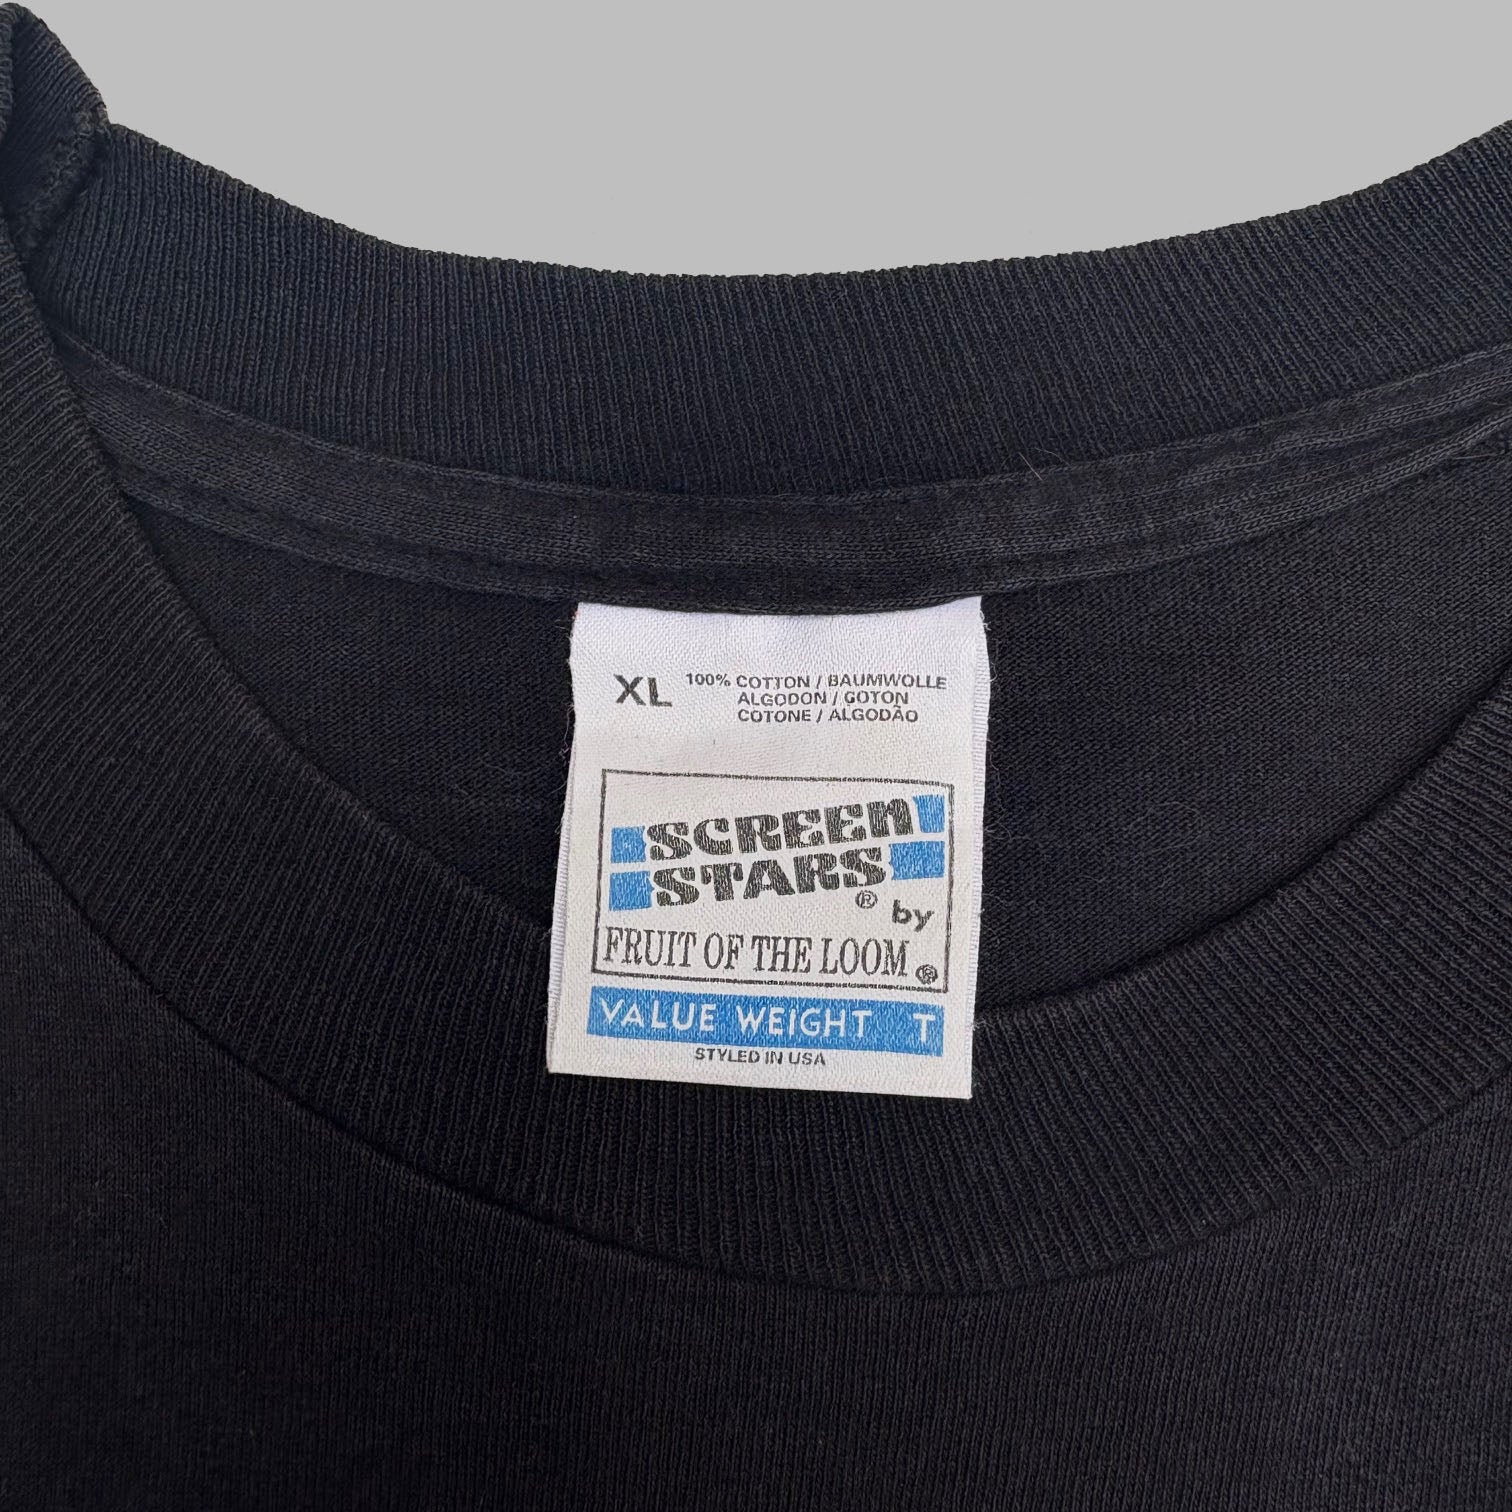 XL 100% COTTON / BAUMWOLLE
ALGODON / GOTON
COTONE / ALGODÃO
SCREEN
STARS® by
FRUIT OF THE LOOM®
VALUE WEIGHT T
STYLED IN USA